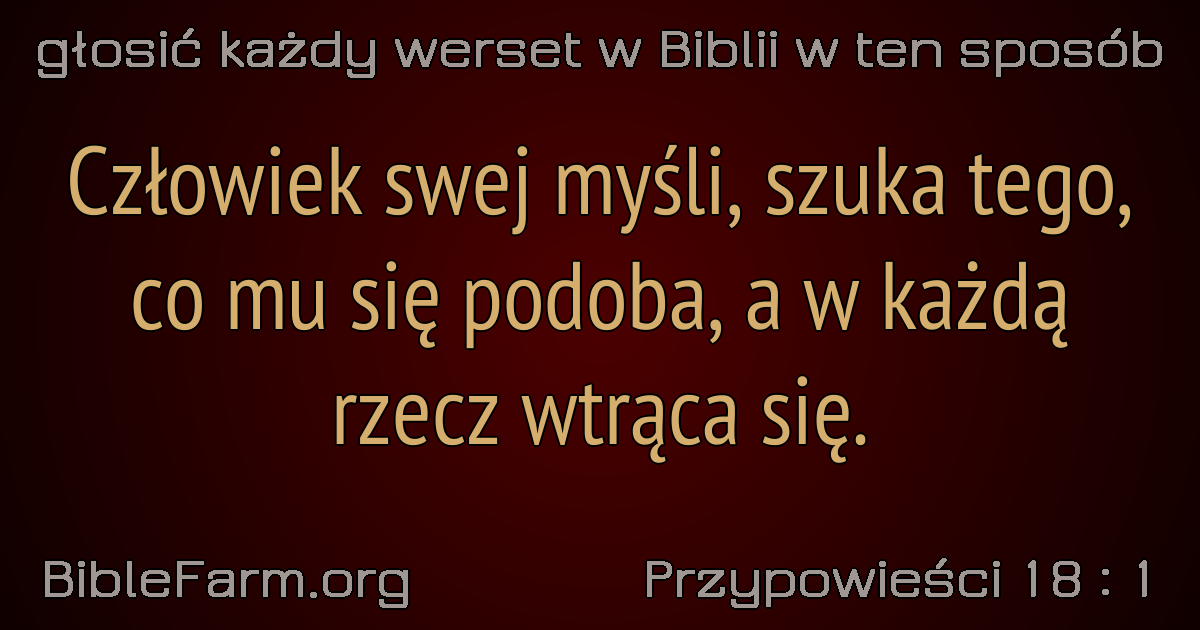 głosić każdy werset w Biblii w ten sposób
Człowiek swej myśli, szuka tego,
co mu się podoba, a w każdą
rzecz wtrąca się.
BibleFarm.org
Przypowieści 18 : 1